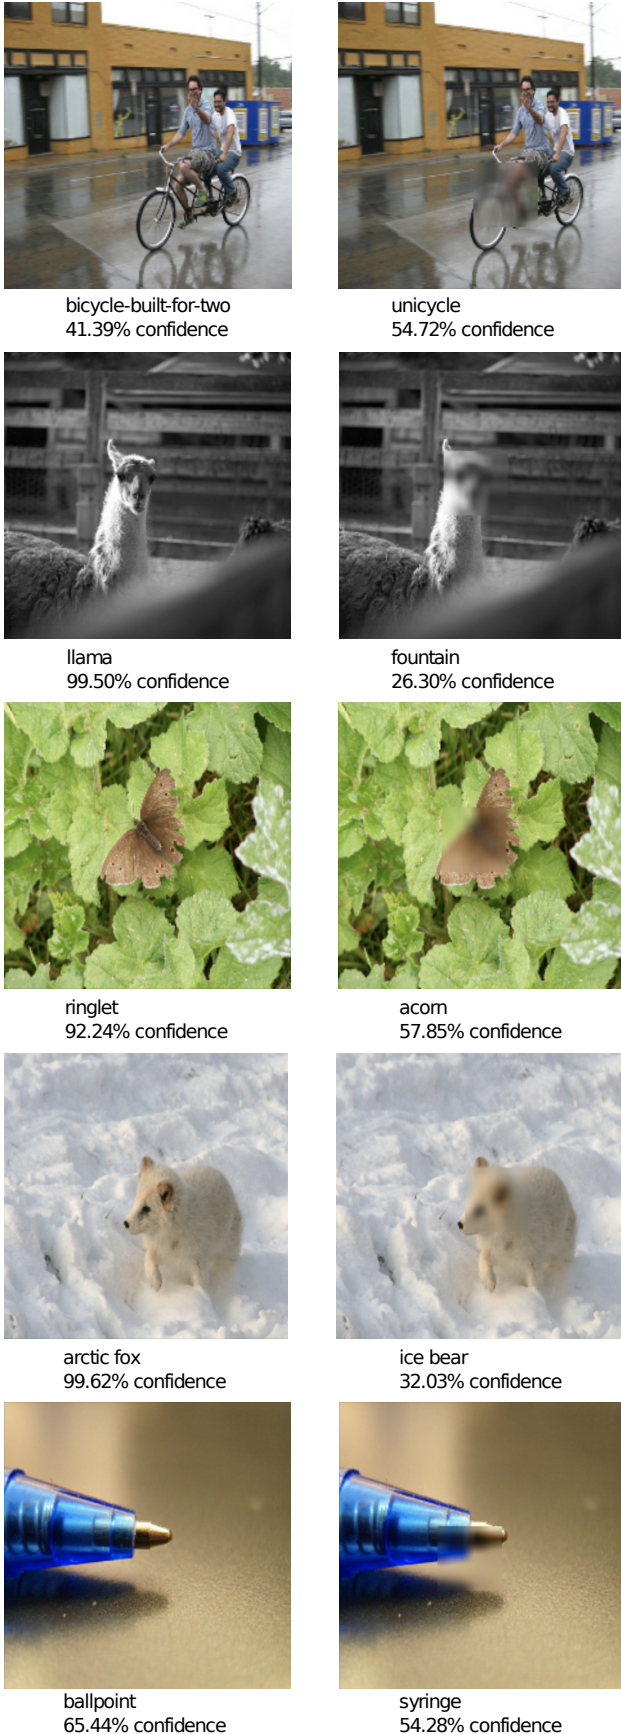 bicycle-built-for-two
41.39% confidence
unicycle
54.72% confidence
llama
99.50% confidence
fountain
26.30% confidence
ringlet
92.24% confidence
acorn
57.85% confidence
arctic fox
99.62% confidence
ice bear
32.03% confidence
ballpoint
65.44% confidence
syringe
54.28% confidence